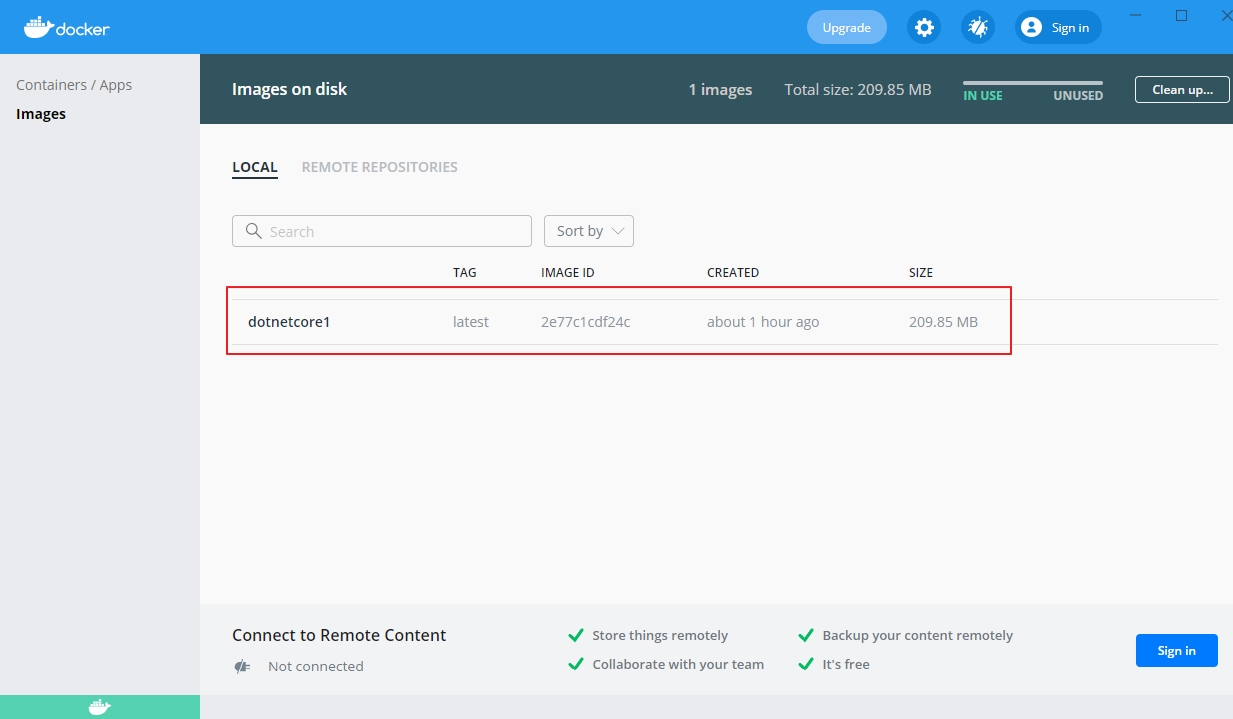 docker
Upgrade
Sign in
Containers / Apps
Images
Images on disk
1 images
Total size: 209.85 MB
IN USE
UNUSED
Clean up...
LOCAL
REMOTE REPOSITORIES
Search
Sort by
TAG IMAGE ID CREATED SIZE
dotnetcore1 latest 2e77c1cdf24c about 1 hour ago 209.85 MB
Connect to Remote Content
Not connected
Store things remotely
Backup your content remotely
Collaborate with your team
It's free
Sign in